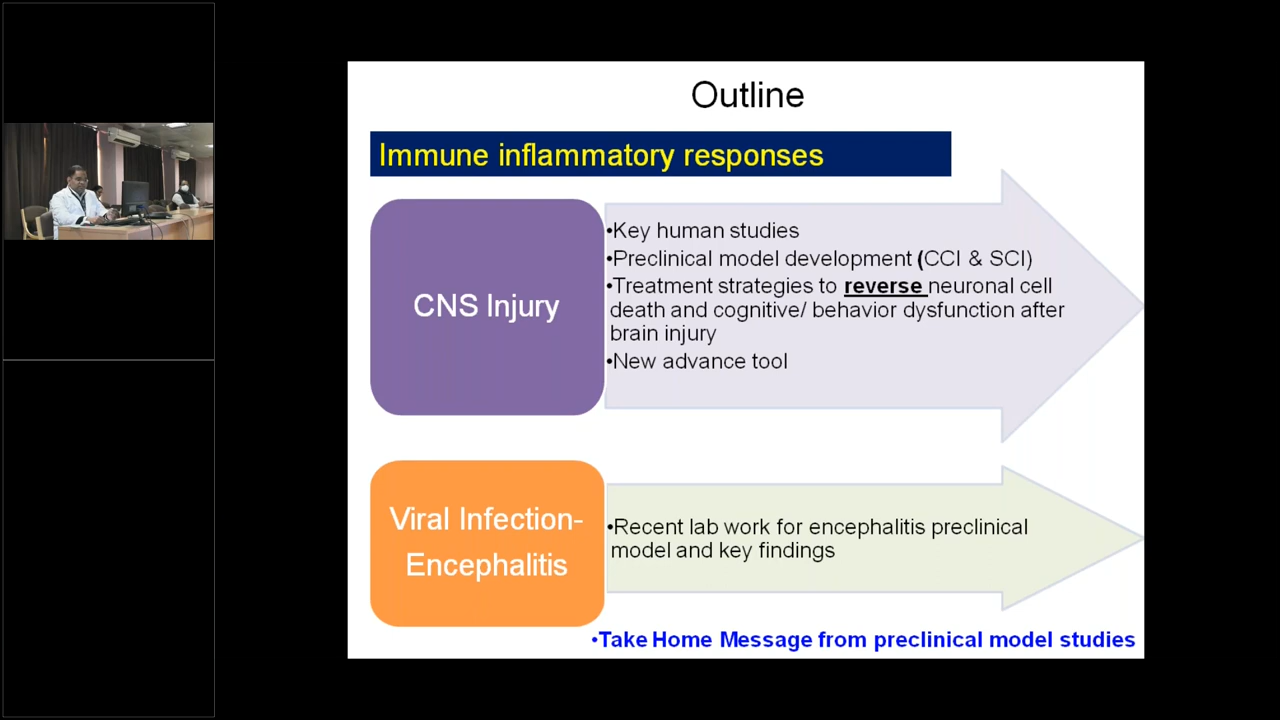 Outline
Immune inflammatory responses
CNS Injury
•Key human studies
•Preclinical model development (CCI & SCI)
•Treatment strategies to reverse neuronal cell
death and cognitive/ behavior dysfunction after
brain injury
•New advance tool
Viral Infection-
Encephalitis
•Recent lab work for encephalitis preclinical
model and key findings
•Take Home Message from preclinical model studies